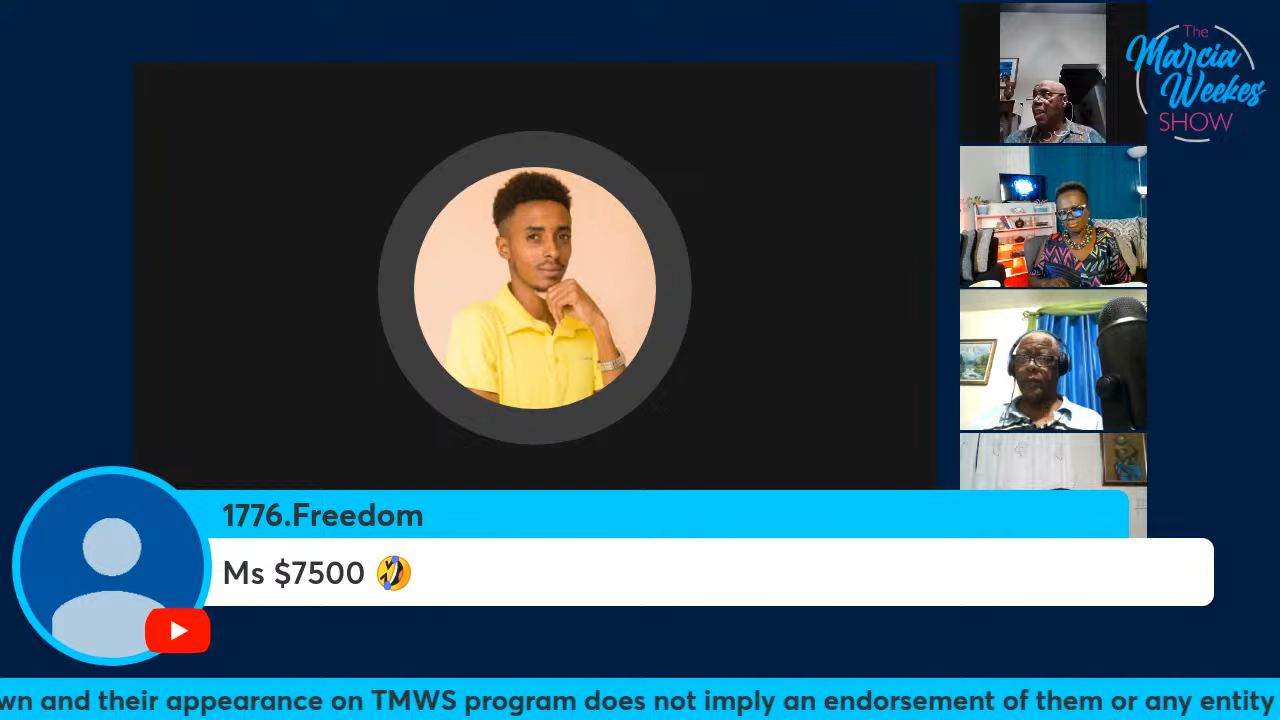 The
Marcia
Weekes
SHOW
1776.Freedom
Ms $7500 🤣
wn and their appearance on TMWS program does not imply an endorsement of them or any entity